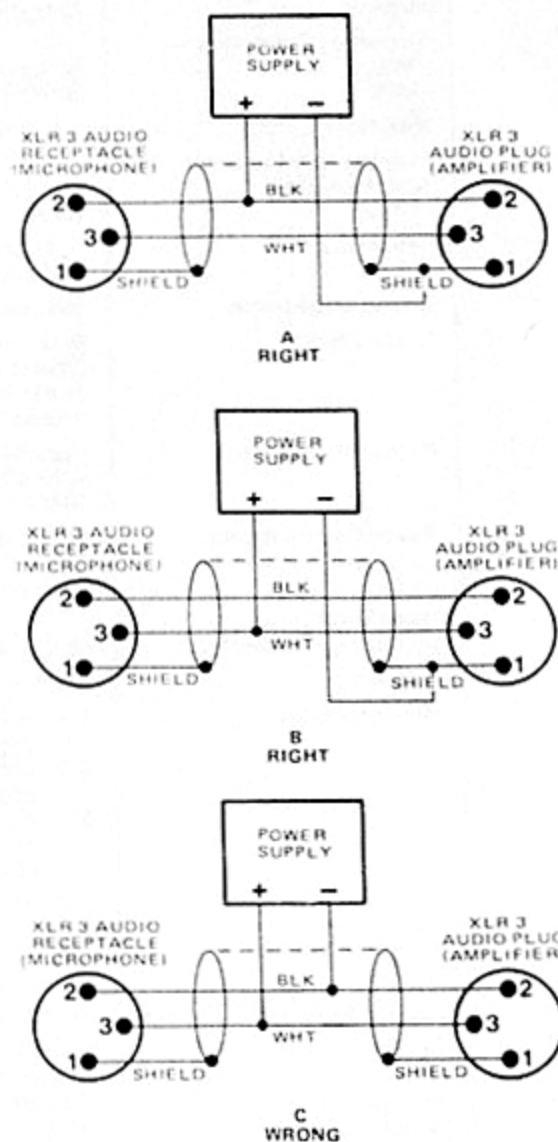 POWER
SUPPLY
+ −
XLR 3 AUDIO
RECEPTACLE
(MICROPHONE)
XLR 3
AUDIO PLUG
(AMPLIFIER)
2 BLK 2
3 WHT 3
1 SHIELD SHIELD 1
A
RIGHT
POWER
SUPPLY
+ −
XLR 3 AUDIO
RECEPTACLE
(MICROPHONE)
XLR 3
AUDIO PLUG
(AMPLIFIER)
2 BLK 2
3 WHT 3
1 SHIELD SHIELD 1
B
RIGHT
POWER
SUPPLY
+ −
XLR 3 AUDIO
RECEPTACLE
(MICROPHONE)
XLR 3
AUDIO PLUG
(AMPLIFIER)
2 BLK 2
3 WHT 3
1 SHIELD SHIELD 1
C
WRONG